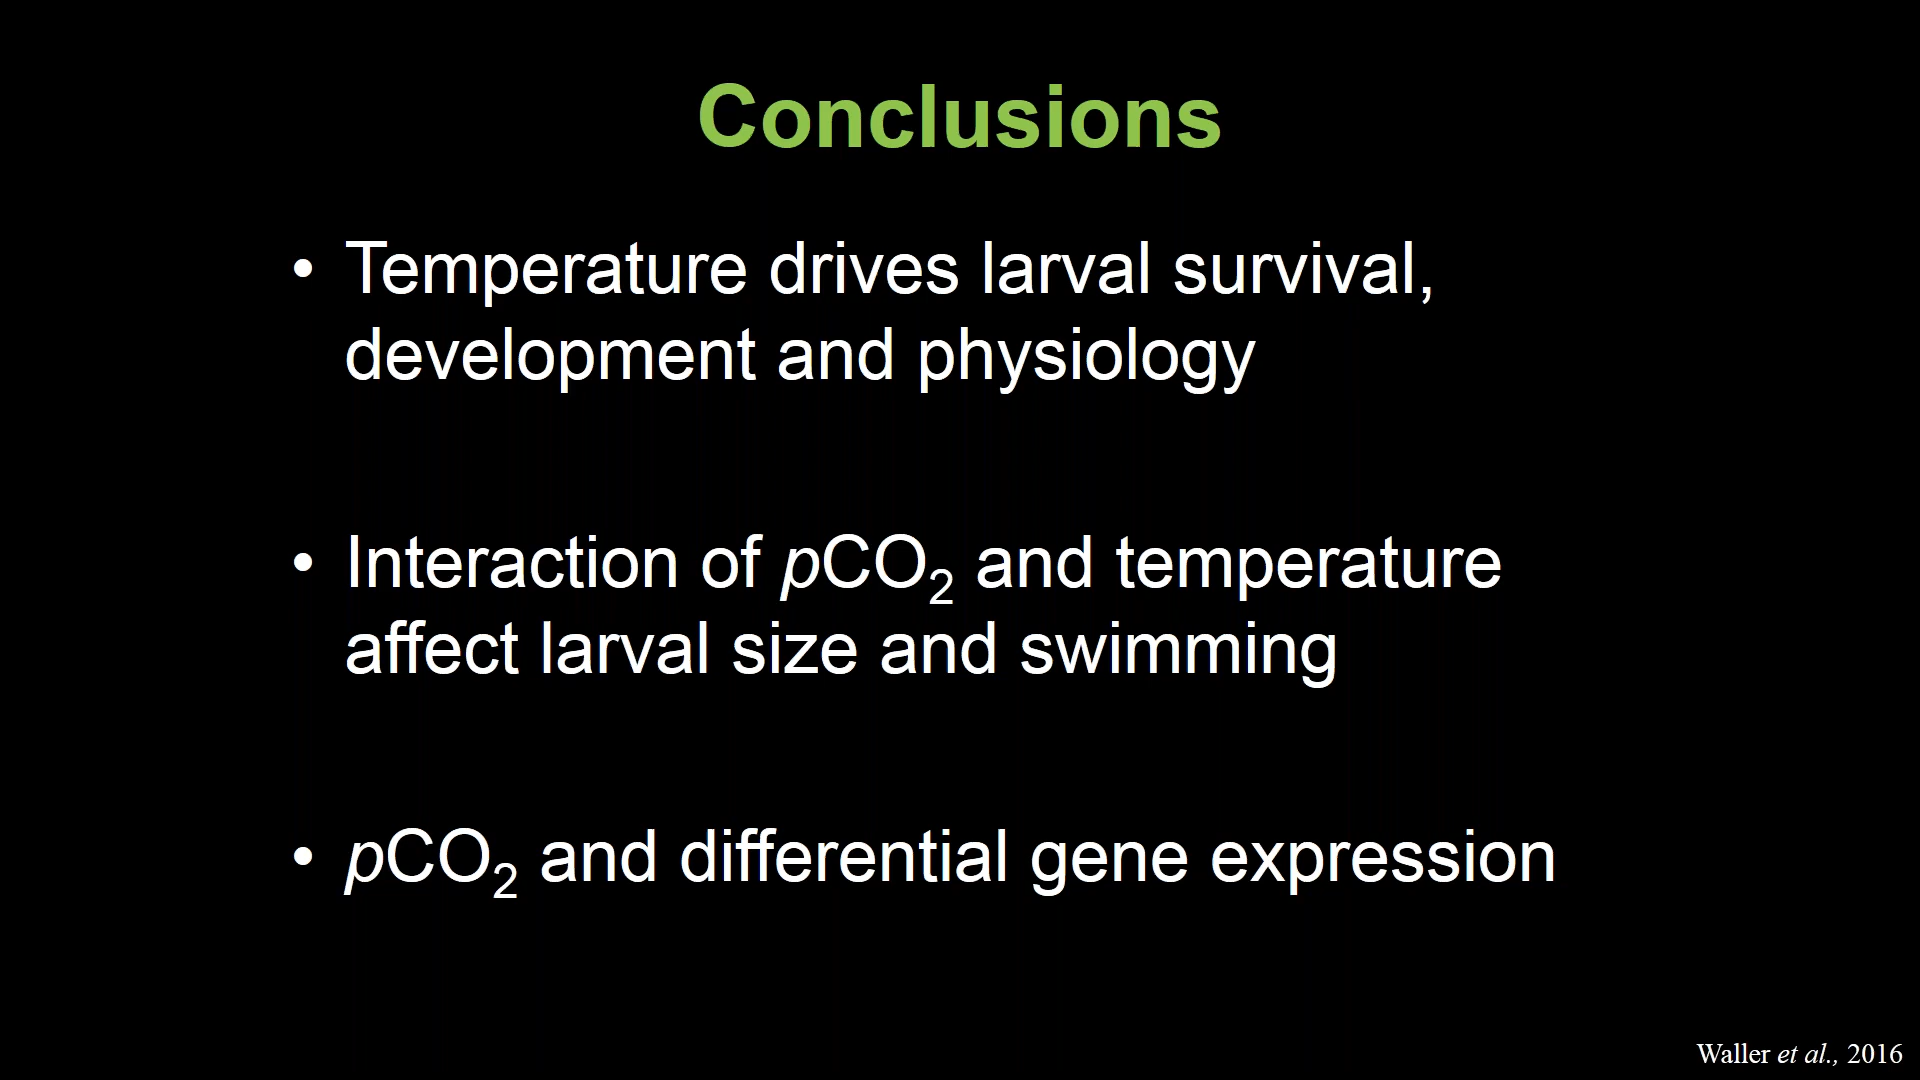 Conclusions
• Temperature drives larval survival,
development and physiology
• Interaction of pCO₂ and temperature
affect larval size and swimming
• pCO₂ and differential gene expression
Waller et al., 2016